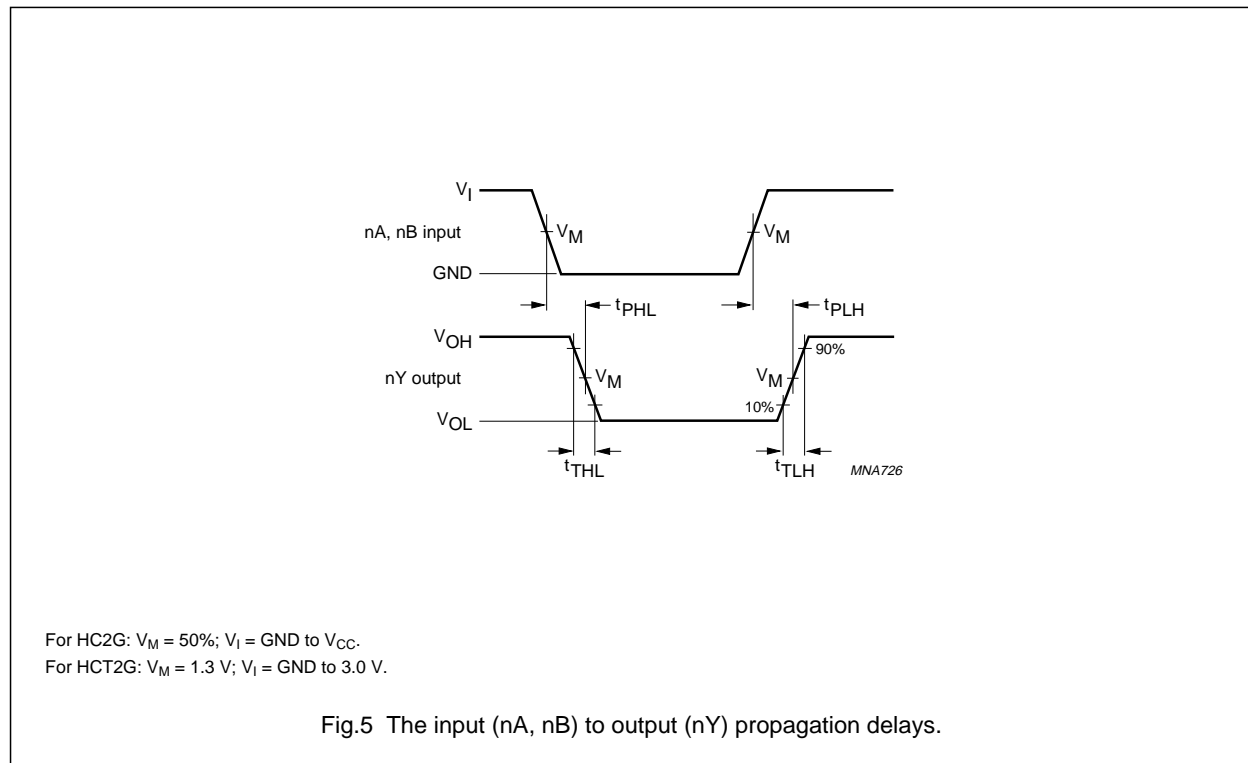 V_I
nA, nB input
V_M
V_M
GND
t_PHL
t_PLH
V_OH
90%
nY output
V_M
V_M
10%
V_OL
t_THL
t_TLH
MNA726
For HC2G: V_M = 50%; V_I = GND to V_CC.
For HCT2G: V_M = 1.3 V; V_I = GND to 3.0 V.
Fig.5 The input (nA, nB) to output (nY) propagation delays.